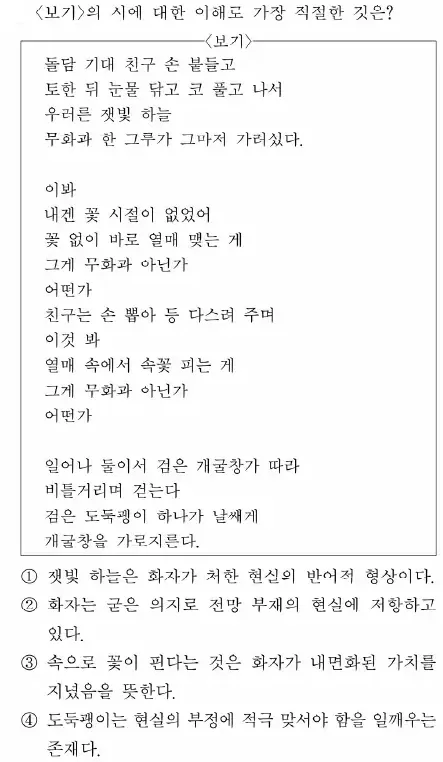 〈보기〉의 시에 대한 이해로 가장 적절한 것은?
〈보기〉
돌담 기대 친구 손 붙들고
토한 뒤 눈물 닦고 코 풀고 나서
우러른 잿빛 하늘
무화과 한 그루가 그마저 가려섰다.
이봐
내겐 꽃 시절이 없었어
꽃 없이 바로 열매 맺는 게
그게 무화과 아닌가
어떤가
친구는 손 뽑아 등 다스려 주며
이것 봐
열매 속에서 속꽃 피는 게
그게 무화과 아닌가
어떤가
일어나 둘이서 검은 개굴창가 따라
비틀거리며 걷는다
검은 도둑괭이 하나가 날쌔게
개굴창을 가로지른다.
① 잿빛 하늘은 화자가 처한 현실의 반어적 형상이다.
② 화자는 굳은 의지로 전망 부재의 현실에 저항하고
있다.
③ 속으로 꽃이 핀다는 것은 화자가 내면화된 가치를
지녔음을 뜻한다.
④ 도둑괭이는 현실의 부정에 적극 맞서야 함을 일깨우는
존재다.